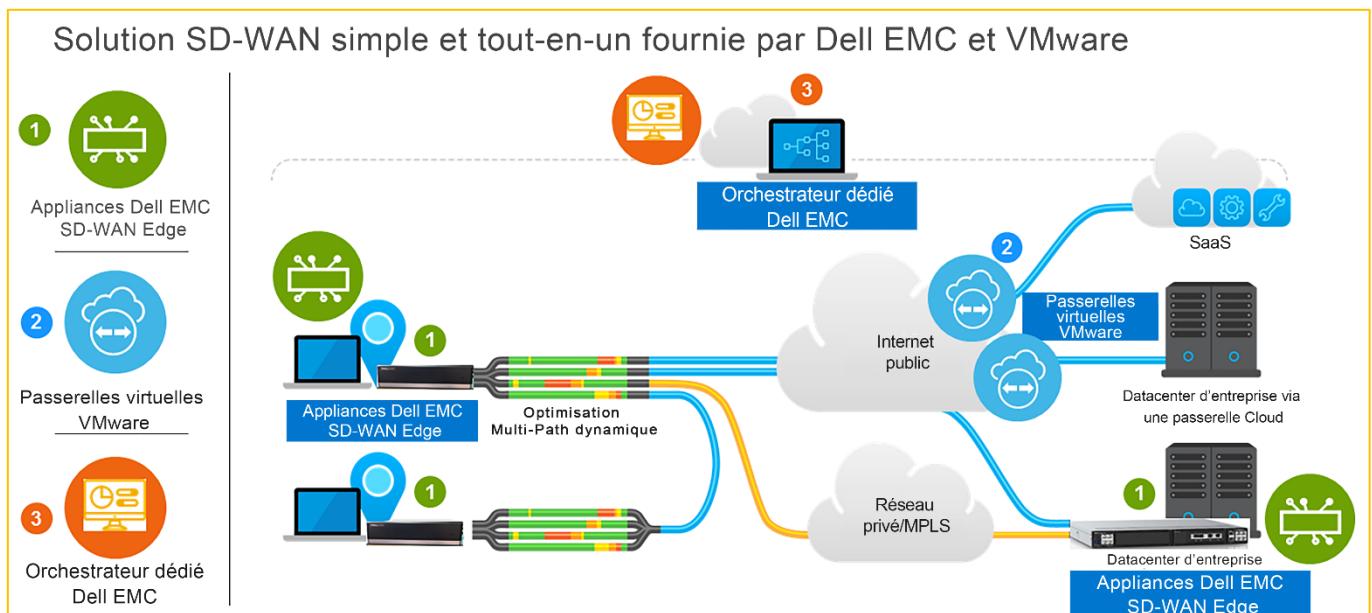 Solution SD-WAN simple et tout-en-un fournie par Dell EMC et VMware
1
Appliances Dell EMC
SD-WAN Edge
2
Passerelles virtuelles
VMware
3
Orchestrateur dédié
Dell EMC
3
Orchestrateur dédié
Dell EMC
SaaS
2
Passerelles
virtuelles
VMware
Internet
public
Datacenter d'entreprise via
une passerelle Cloud
1
Appliances Dell EMC
SD-WAN Edge
Optimisation
Multi-Path dynamique
1
Réseau
privé/MPLS
1
Datacenter d'entreprise
Appliances Dell EMC
SD-WAN Edge